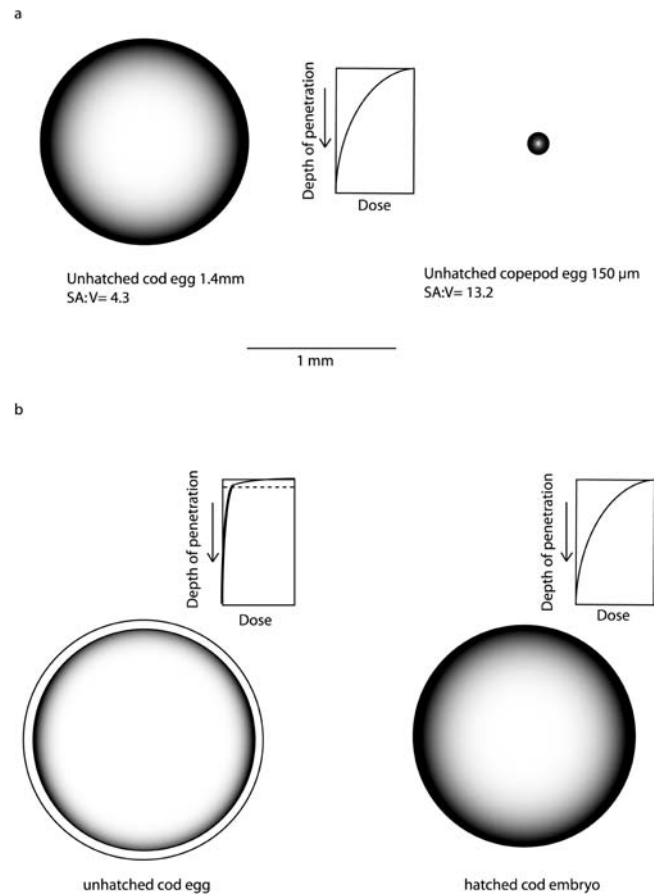 a
Depth of penetration
Dose
Unhatched cod egg 1.4mm
SA:V= 4.3
Unhatched copepod egg 150 µm
SA:V= 13.2
1 mm
b
Depth of penetration
Dose
Depth of penetration
Dose
unhatched cod egg
hatched cod embryo